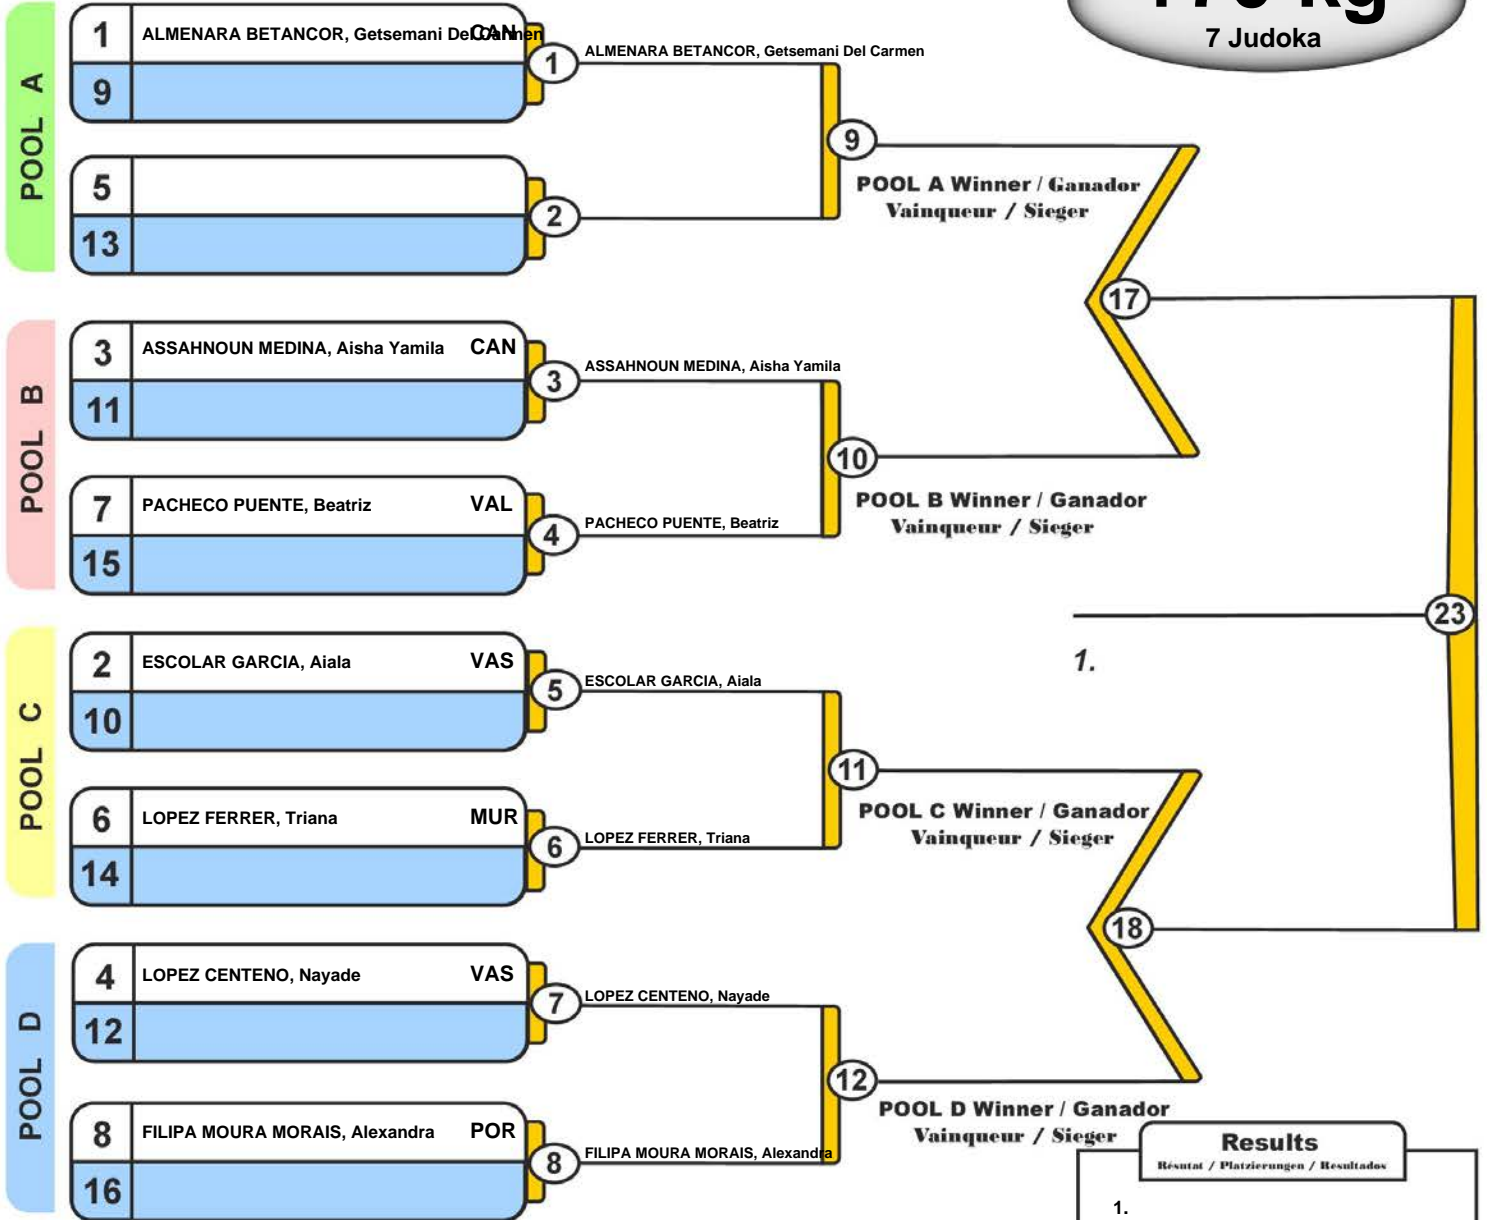 7 Judoka
POOL A
1 ALMENARA BETANCOR, Getsemani Del Carmen CAN
9
5
13
1 ALMENARA BETANCOR, Getsemani Del Carmen
2
9
POOL A Winner / Ganador
Vainqueur / Sieger
POOL B
3 ASSAHNOUN MEDINA, Aisha Yamila CAN
11
7 PACHECO PUENTE, Beatriz VAL
15
3 ASSAHNOUN MEDINA, Aisha Yamila
4 PACHECO PUENTE, Beatriz
10
POOL B Winner / Ganador
Vainqueur / Sieger
17
POOL C
2 ESCOLAR GARCIA, Aiala VAS
10
6 LOPEZ FERRER, Triana MUR
14
5 ESCOLAR GARCIA, Aiala
6 LOPEZ FERRER, Triana
11
POOL C Winner / Ganador
Vainqueur / Sieger
23
1.
POOL D
4 LOPEZ CENTENO, Nayade VAS
12
8 FILIPA MOURA MORAIS, Alexandra POR
16
7 LOPEZ CENTENO, Nayade
8 FILIPA MOURA MORAIS, Alexandra
12
POOL D Winner / Ganador
Vainqueur / Sieger
18
Results
Résutat / Platzierungen / Resultados
1.